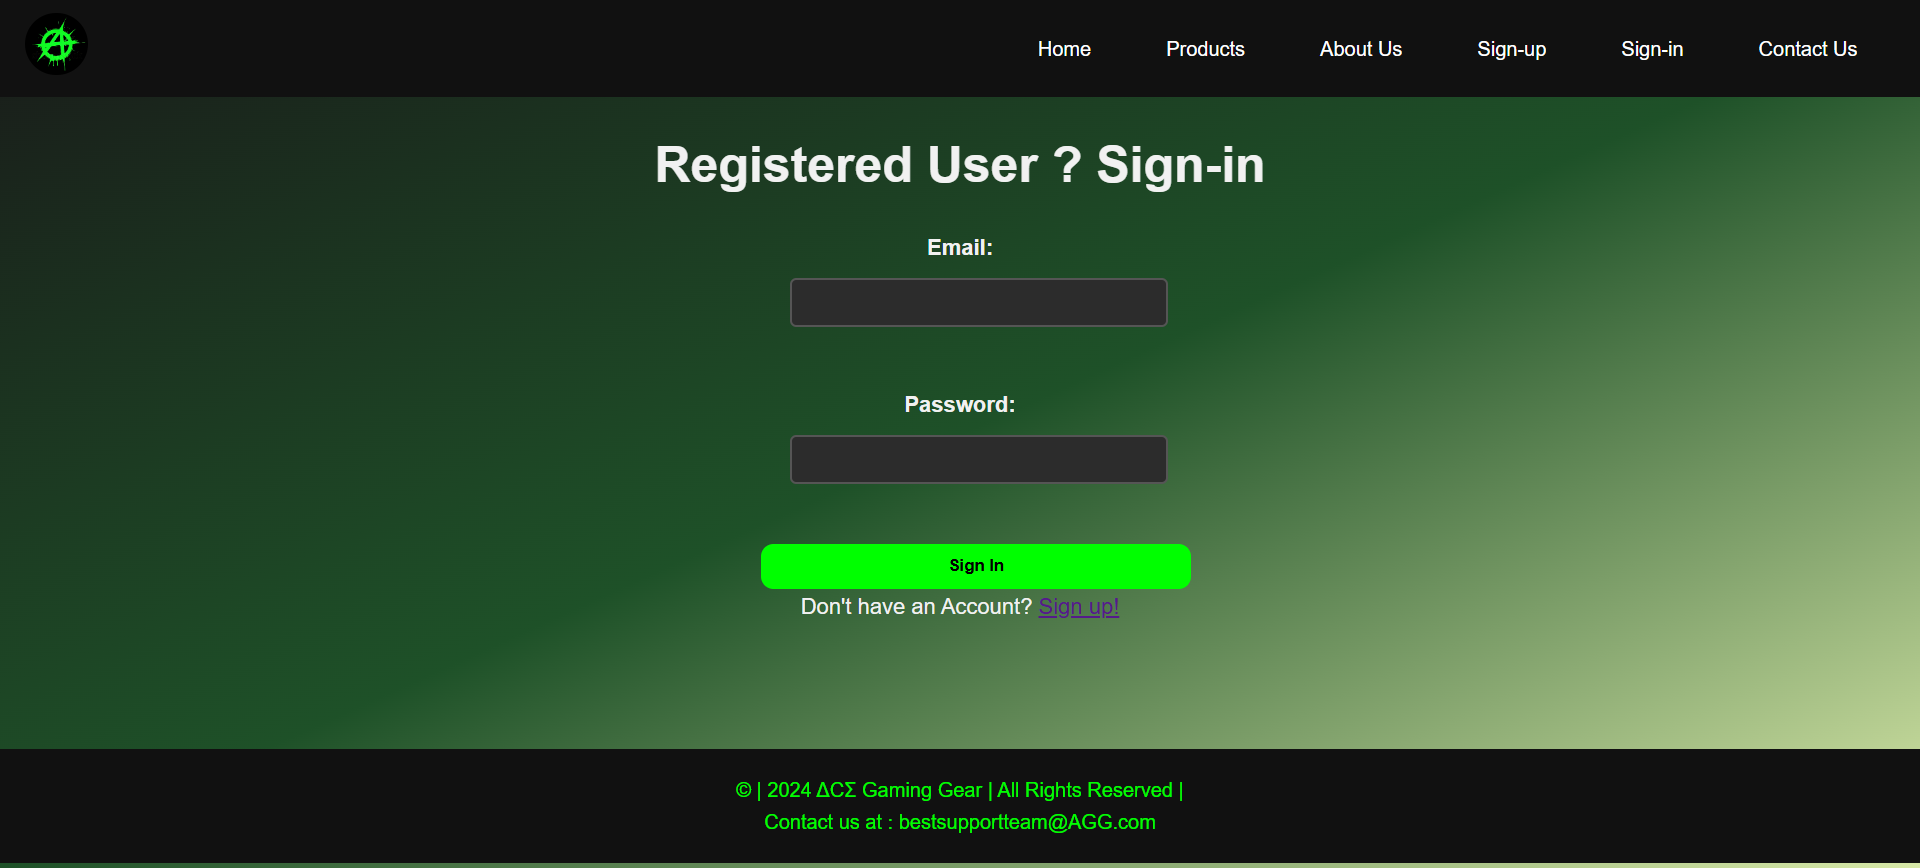 Home Products About Us Sign-up Sign-in Contact Us
Registered User ? Sign-in
Email:
Password:
Sign In
Don't have an Account? Sign up!
© | 2024 ΔCΣ Gaming Gear | All Rights Reserved |
Contact us at : bestsupportteam@AGG.com